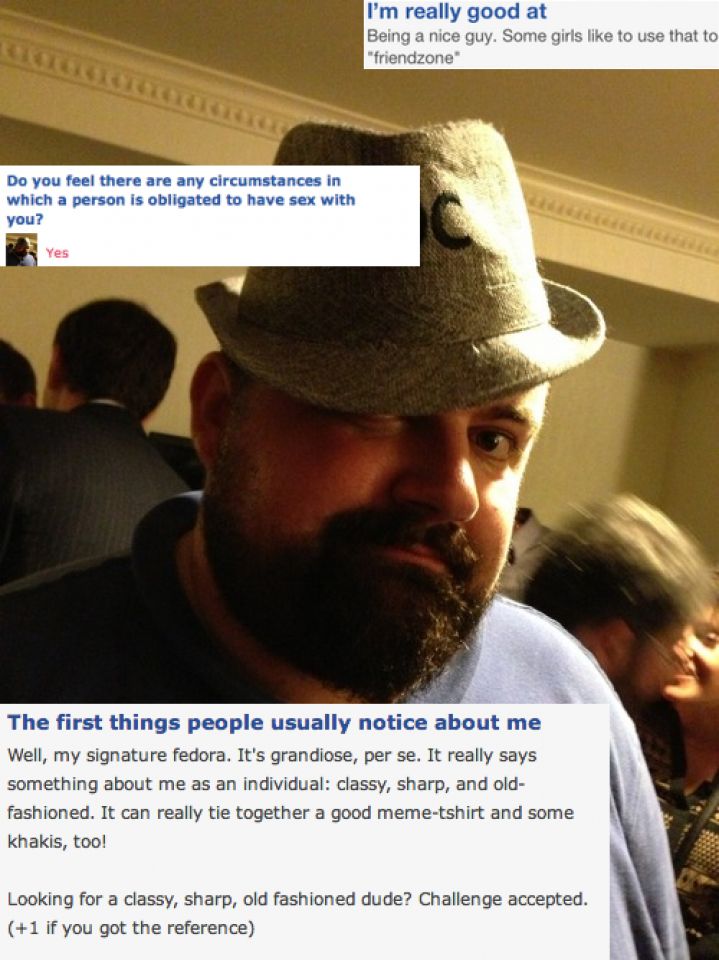 I'm really good at
Being a nice guy. Some girls like to use that to
"friendzone"
Do you feel there are any circumstances in
which a person is obligated to have sex with
you?
Yes
C
The first things people usually notice about me
Well, my signature fedora. It's grandiose, per se. It really says
something about me as an individual: classy, sharp, and old-
fashioned. It can really tie together a good meme-tshirt and some
khakis, too!
Looking for a classy, sharp, old fashioned dude? Challenge accepted.
(+1 if you got the reference)